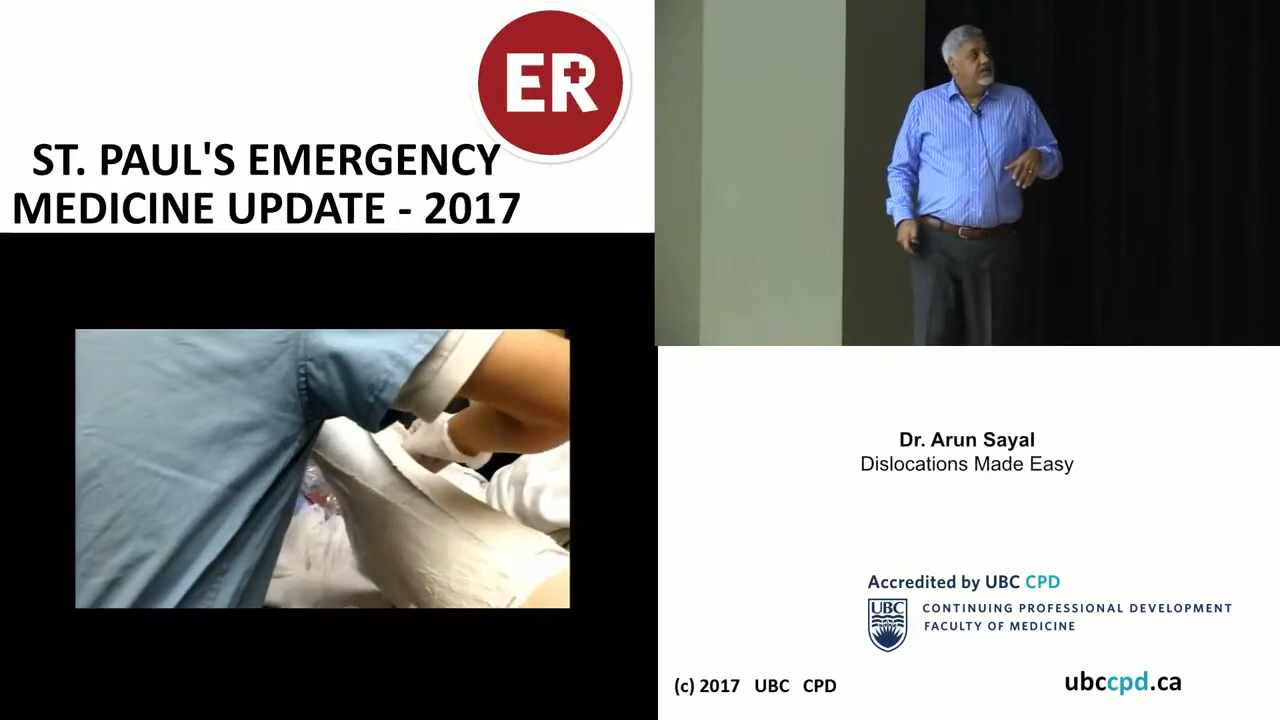 ER
ST. PAUL'S EMERGENCY
MEDICINE UPDATE - 2017
Dr. Arun Sayal
Dislocations Made Easy
Accredited by UBC CPD
UBC
CONTINUING PROFESSIONAL DEVELOPMENT
FACULTY OF MEDICINE
(c) 2017 UBC CPD
ubccpd.ca